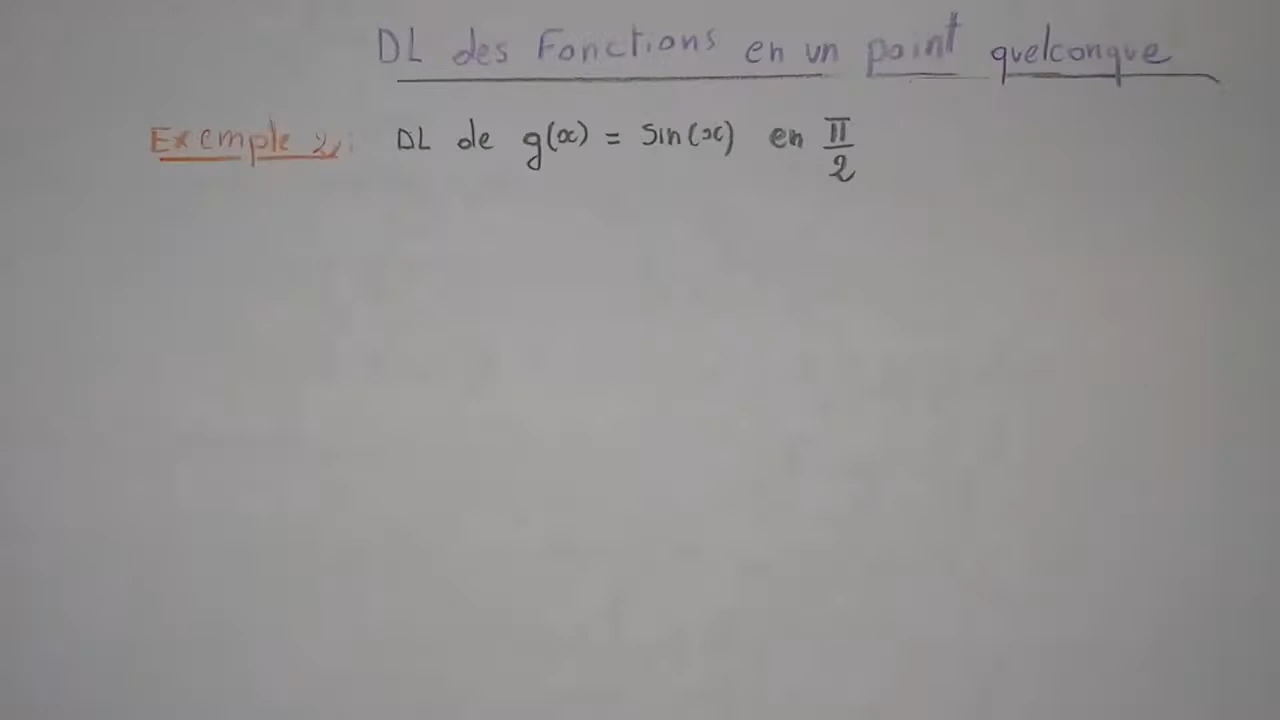 DL des Fonctions en un point quelconque
Exemple 2: DL de g(x) = Sin(x) en π/2